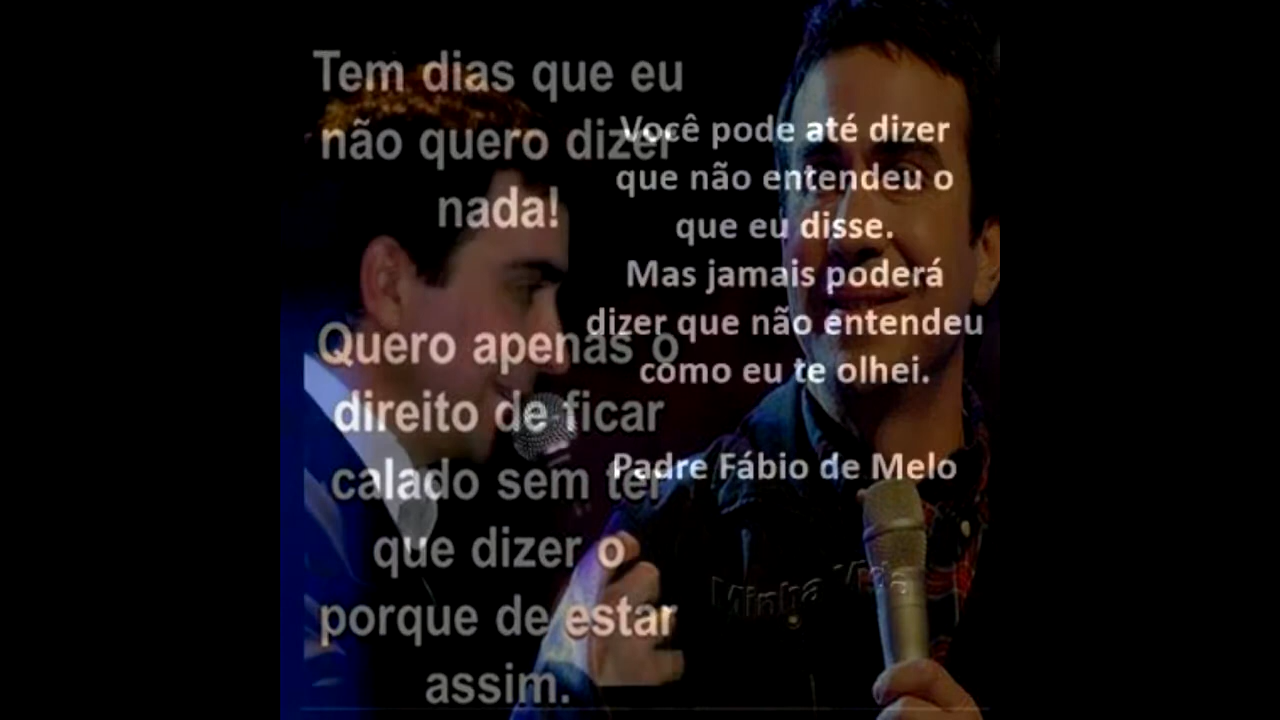 Tem dias que eu
não quero dizer
nada!
Quero apenas o
direito de ficar
calado sem ter
que dizer o
porque de estar
assim.
Você pode até dizer
que não entendeu o
que eu disse.
Mas jamais poderá
dizer que não entendeu
como eu te olhei.
Padre Fábio de Melo
Minha Vida